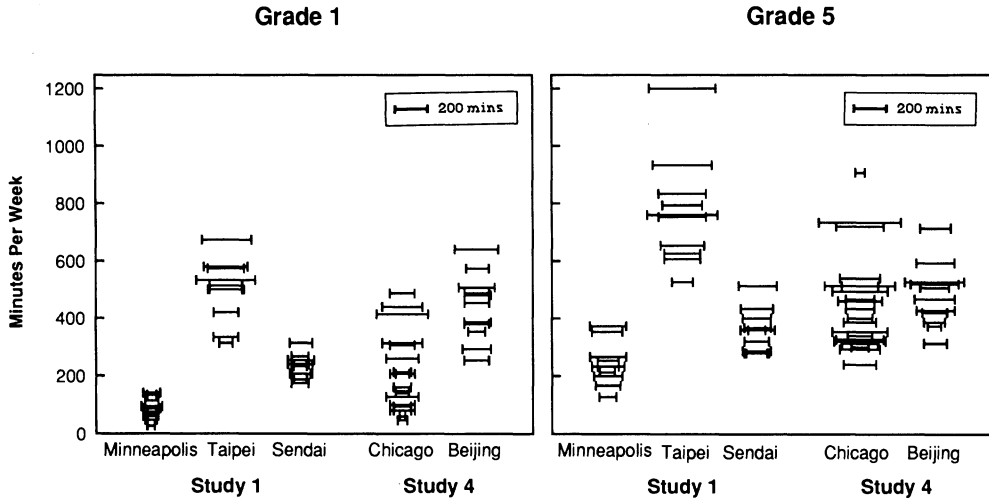 Grade 1 Grade 5
Minutes Per Week
1200
1000
800
600
400
200
0
200 mins
200 mins
Minneapolis Taipei Sendai Chicago Beijing
Minneapolis Taipei Sendai Chicago Beijing
Study 1 Study 4
Study 1 Study 4